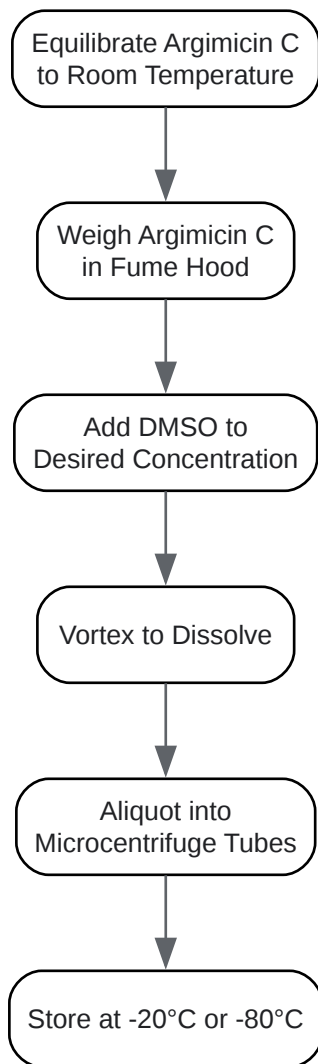 Equilibrate Argimicin C
to Room Temperature
Weigh Argimicin C
in Fume Hood
Add DMSO to
Desired Concentration
Vortex to Dissolve
Aliquot into
Microcentrifuge Tubes
Store at -20°C or -80°C